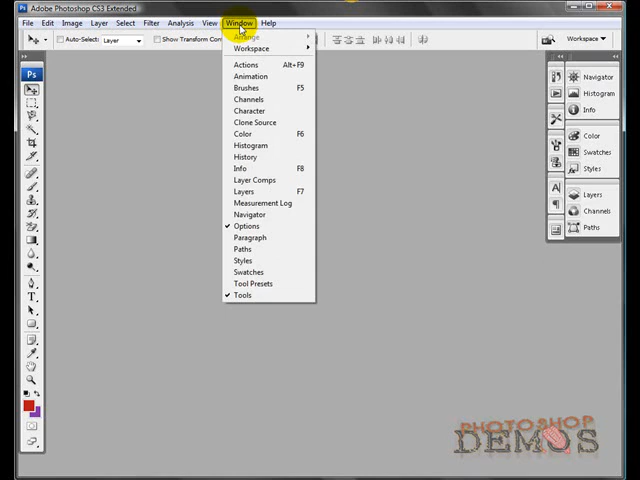 Adobe Photoshop CS3 Extended
File Edit Image Layer Select Filter Analysis View Window Help
Auto-Select: Layer Show Transform Workspace
Arrange
Workspace
Actions Alt+F9
Animation
Brushes F5
Channels
Character
Clone Source
Color F6
Histogram
History
Info F8
Layer Comps
Layers F7
Measurement Log
Navigator
Options
Paragraph
Paths
Styles
Swatches
Tool Presets
Tools
Ps
Navigator
Histogram
Info
Color
Swatches
Styles
Layers
Channels
Paths
PHOTOSHOP
DEMOS